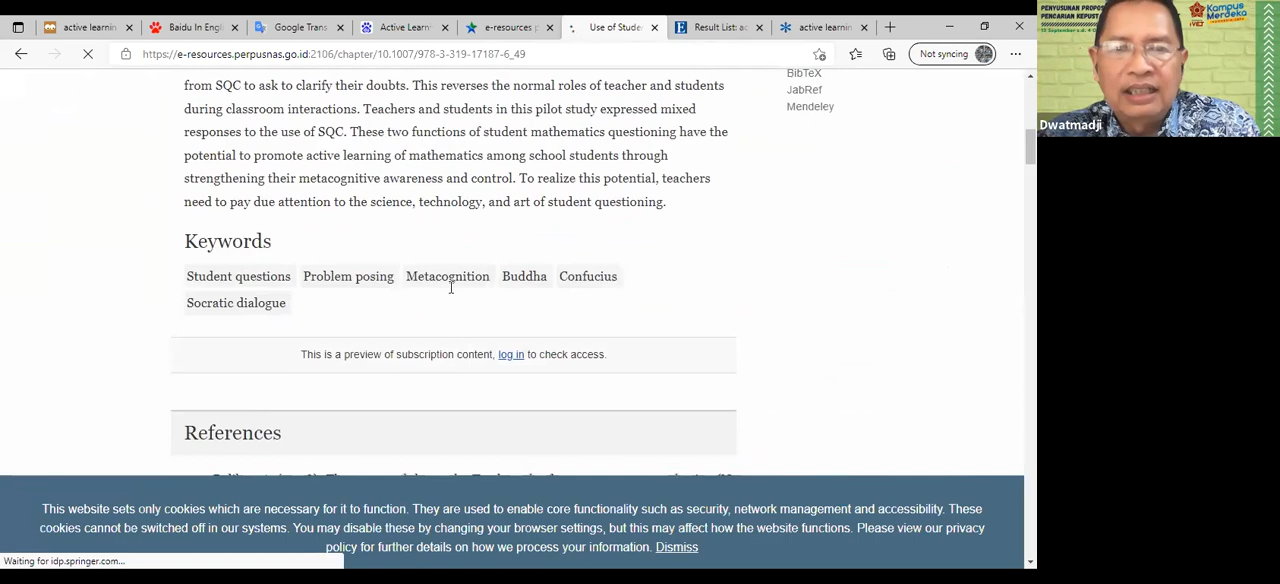 active learning
Baidu In Engl
Google Trans
Active Learni
e-resources p
Use of Stude
Result List: ac
active learnin
https://e-resources.perpusnas.go.id:2106/chapter/10.1007/978-3-319-17187-6_49
Not syncing
PENYUSUNAN PROPO
PENCARIAN KEPUST
Kampus
Merdeka
Dwatmadji
BibTeX
JabRef
Mendeley
from SQC to ask to clarify their doubts. This reverses the normal roles of teacher and students
during classroom interactions. Teachers and students in this pilot study expressed mixed
responses to the use of SQC. These two functions of student mathematics questioning have the
potential to promote active learning of mathematics among school students through
strengthening their metacognitive awareness and control. To realize this potential, teachers
need to pay due attention to the science, technology, and art of student questioning.
Keywords
Student questions Problem posing Metacognition Buddha Confucius
Socratic dialogue
This is a preview of subscription content, log in to check access.
References
This website sets only cookies which are necessary for it to function. They are used to enable core functionality such as security, network management and accessibility. These
cookies cannot be switched off in our systems. You may disable these by changing your browser settings, but this may affect how the website functions. Please view our privacy
policy for further details on how we process your information. Dismiss
Waiting for idp.springer.com...